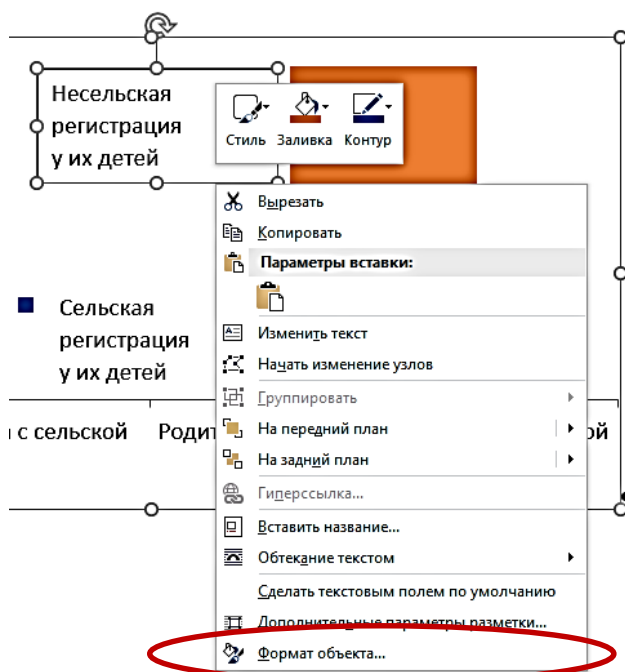 Несельская
регистрация
у их детей
Стиль Заливка Контур
Вырезать
Копировать
Параметры вставки:
Изменить текст
Начать изменение узлов
Группировать
На передний план
На задний план
Гиперссылка...
Вставить название...
Обтекание текстом
Сделать текстовым полем по умолчанию
Дополнительные параметры разметки...
Формат объекта...
Сельская
регистрация
у их детей
с сельской Родит ой